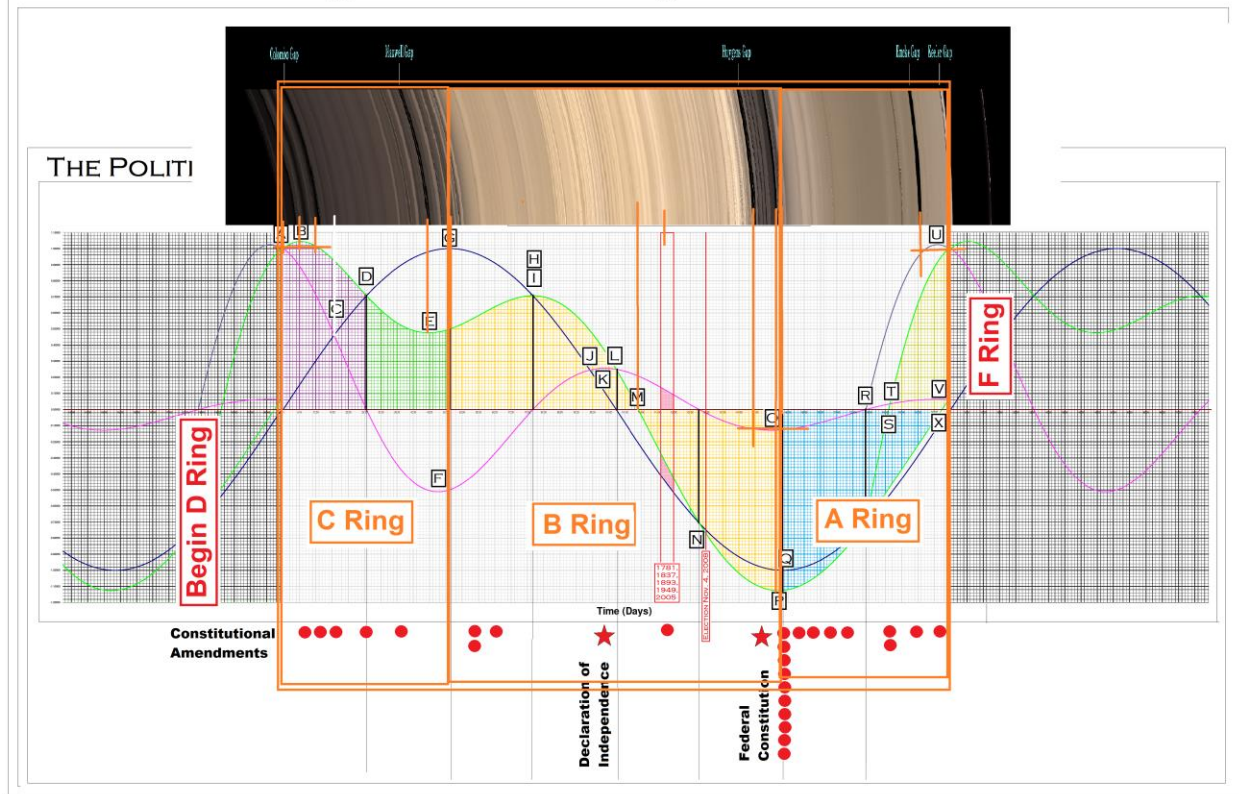 Colombo Gap
Maxwell Gap
Huygens Gap
Encke Gap
Keeler Gap
THE POLITI
A
B
C
D
E
F
G
H
I
J
K
L
M
N
O
P
Q
R
S
T
U
V
X
Begin D Ring
C Ring
B Ring
A Ring
F Ring
1781,
1837,
1893,
1949,
2005
ELECTION NOV. 4, 2008
Time (Days)
Constitutional
Amendments
Declaration of
Independence
Federal
Constitution